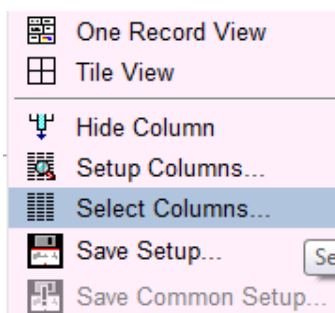 One Record View
Tile View
Hide Column
Setup Columns...
Select Columns...
Save Setup...
Save Common Setup...